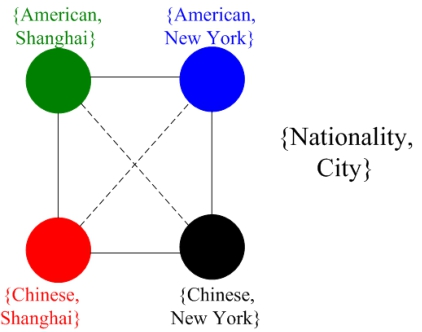 {American,
Shanghai}
{American,
New York}
{Nationality,
City}
{Chinese,
Shanghai}
{Chinese,
New York}